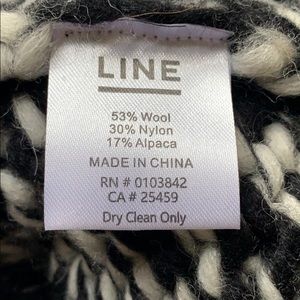 LINE
53% Wool
30% Nylon
17% Alpaca
MADE IN CHINA
RN # 0103842
CA # 25459
Dry Clean Only